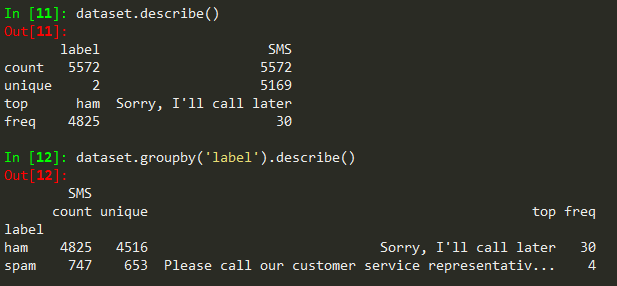 In [11]: dataset.describe()
Out[11]:
label SMS
count 5572 5572
unique 2 5169
top ham Sorry, I'll call later
freq 4825 30
In [12]: dataset.groupby('label').describe()
Out[12]:
SMS
count unique top freq
label
ham 4825 4516 Sorry, I'll call later 30
spam 747 653 Please call our customer service representativ... 4